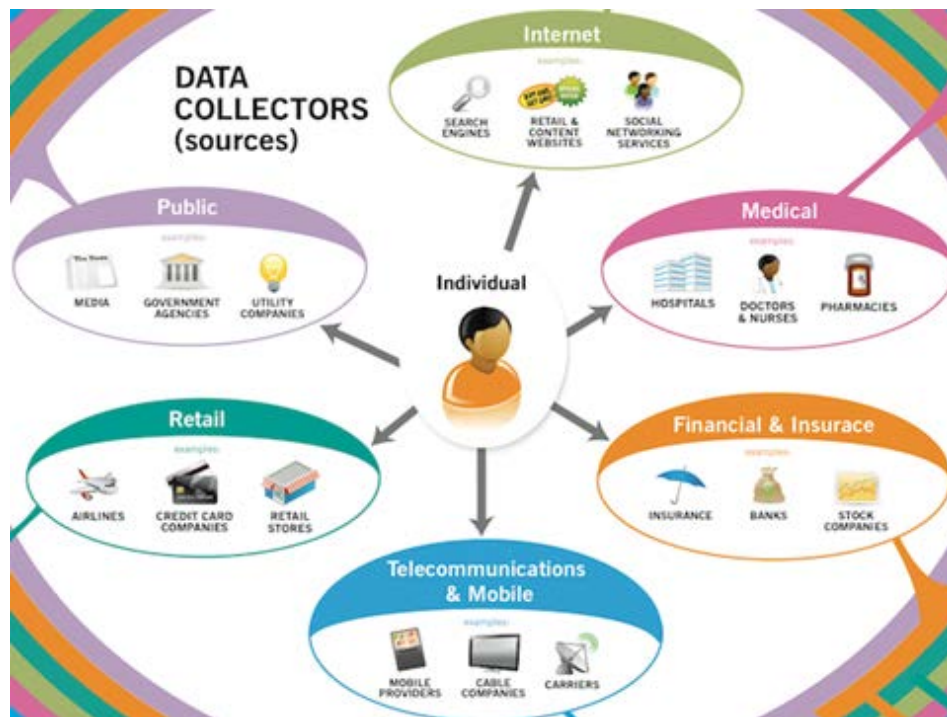 DATA
COLLECTORS
(sources)
Internet
examples:
SEARCH
ENGINES
RETAIL &
CONTENT
WEBSITES
SOCIAL
NETWORKING
SERVICES
Public
examples:
MEDIA
GOVERNMENT
AGENCIES
UTILITY
COMPANIES
Individual
Medical
examples:
HOSPITALS
DOCTORS
& NURSES
PHARMACIES
Retail
examples:
AIRLINES
CREDIT CARD
COMPANIES
RETAIL
STORES
Financial & Insurace
examples:
INSURANCE
BANKS
STOCK
COMPANIES
Telecommunications
& Mobile
examples:
MOBILE
PROVIDERS
CABLE
COMPANIES
CARRIERS